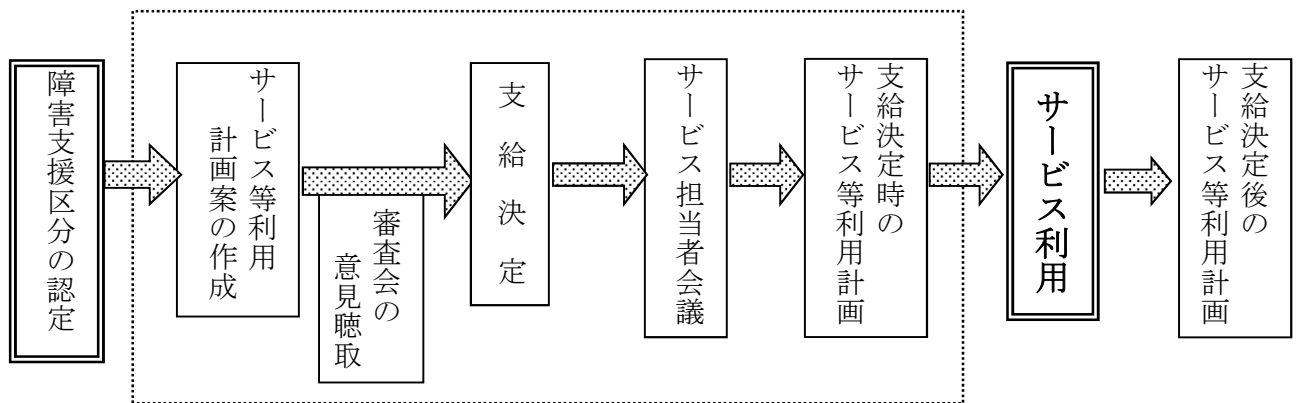 障害支援区分の認定
サービス等利用
計画案の作成
審査会の
意見聴取
支給決定
サービス担当者会議
支給決定時の
サービス等利用計画
サービス利用
支給決定後の
サービス等利用計画